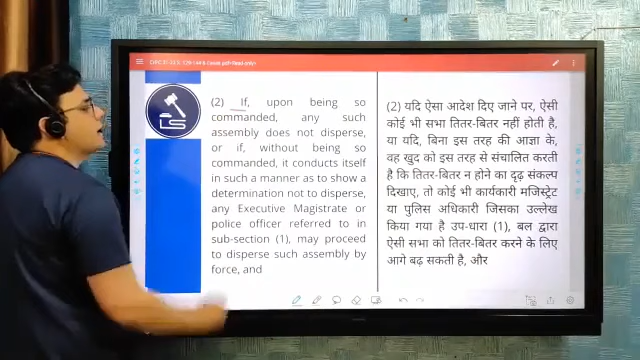 (2) If, upon being so
commanded, any such
assembly does not disperse,
or if, without being so
commanded, it conducts itself
in such a manner as to show a
determination not to disperse,
any Executive Magistrate or
police officer referred to in
sub-section (1), may proceed
to disperse such assembly by
force, and
(2) यदि ऐसा आदेश दिए जाने पर, ऐसी
कोई भी सभा तितर-बितर नहीं होती है,
या यदि, बिना इस तरह की आज्ञा के,
वह खुद को इस तरह से संचालित करती
है कि तितर-बितर न होने का दृढ़ संकल्प
दिखाए, तो कोई भी कार्यकारी मजिस्ट्रेट
या पुलिस अधिकारी जिसका उल्लेख
किया गया है उप-धारा (1), बल द्वारा
ऐसी सभा को तितर-बितर करने के लिए
आगे बढ़ सकती है, और
LS